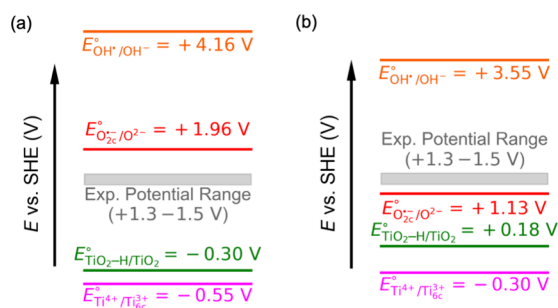 (a)
E vs. SHE (V)
E°OH•/OH− = +4.16 V
E°O2c•−/O2− = +1.96 V
Exp. Potential Range
(+1.3 −1.5 V)
E°TiO2−H/TiO2 = −0.30 V
E°Ti4+/Ti6c3+ = −0.55 V
(b)
E vs. SHE (V)
E°OH•/OH− = +3.55 V
Exp. Potential Range
(+1.3 −1.5 V)
E°O2c•−/O2− = +1.13 V
E°TiO2−H/TiO2 = +0.18 V
E°Ti4+/Ti6c3+ = −0.30 V